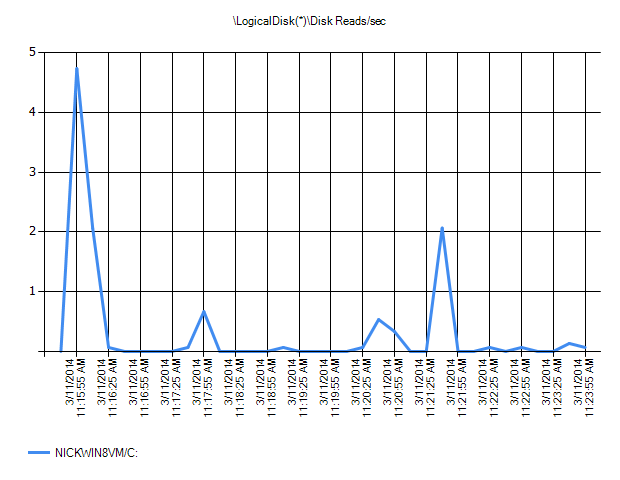 \LogicalDisk(*)\Disk Reads/sec
5
4
3
2
1
3/11/2014
11:15:55 AM
3/11/2014
11:16:25 AM
3/11/2014
11:16:55 AM
3/11/2014
11:17:25 AM
3/11/2014
11:17:55 AM
3/11/2014
11:18:25 AM
3/11/2014
11:18:55 AM
3/11/2014
11:19:25 AM
3/11/2014
11:19:55 AM
3/11/2014
11:20:25 AM
3/11/2014
11:20:55 AM
3/11/2014
11:21:25 AM
3/11/2014
11:21:55 AM
3/11/2014
11:22:25 AM
3/11/2014
11:22:55 AM
3/11/2014
11:23:25 AM
3/11/2014
11:23:55 AM
NICKWIN8VM/C: